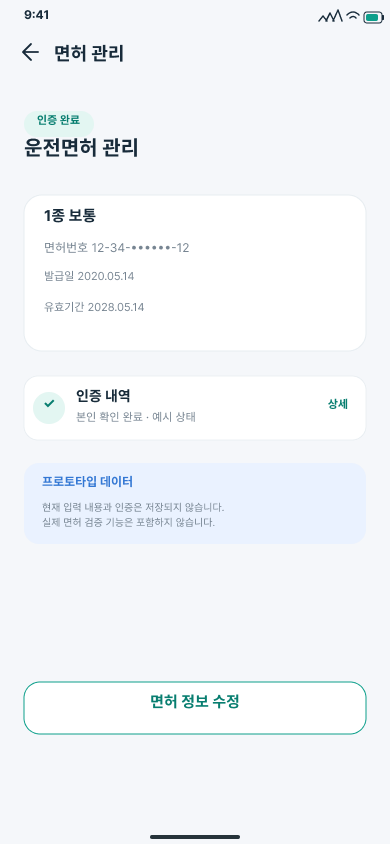 9:41
면허 관리
인증 완료
운전면허 관리
1종 보통
면허번호 12-34-••••••-12
발급일 2020.05.14
유효기간 2028.05.14
인증 내역
본인 확인 완료 · 예시 상태
상세
프로토타입 데이터
현재 입력 내용과 인증은 저장되지 않습니다.
실제 면허 검증 기능은 포함하지 않습니다.
면허 정보 수정